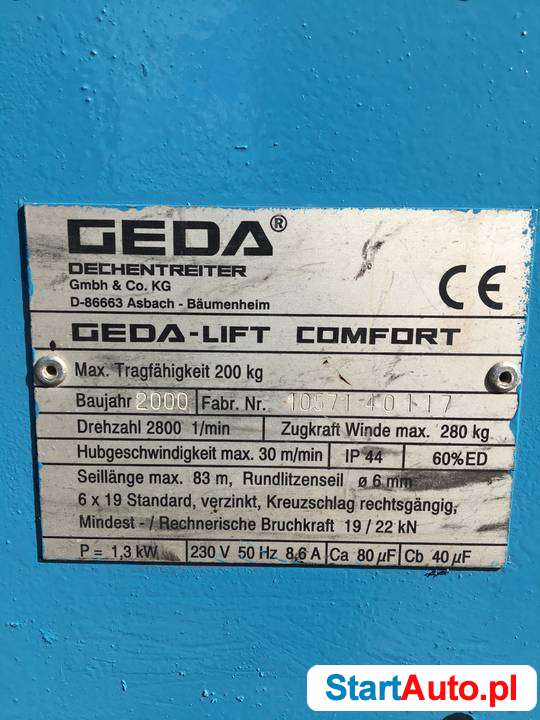 GEDA®
DECHENTREITER
Gmbh & Co. KG
D-86663 Asbach - Bäumenheim
CE
GEDA-LIFT COMFORT
Max. Tragfähigkeit 200 kg
Baujahr 2000 Fabr. Nr. 10571 40117
Drehzahl 2800 1/min Zugkraft Winde max. 280 kg
Hubgeschwindigkeit max. 30 m/min IP 44 60%ED
Seillänge max. 83 m, Rundlitzenseil ø 6 mm
6 x 19 Standard, verzinkt, Kreuzschlag rechtsgängig,
Mindest - / Rechnerische Bruchkraft 19 / 22 kN
P = 1,3 kW 230 V 50 Hz 8,6 A Ca 80 µF Cb 40 µF
StartAuto.pl